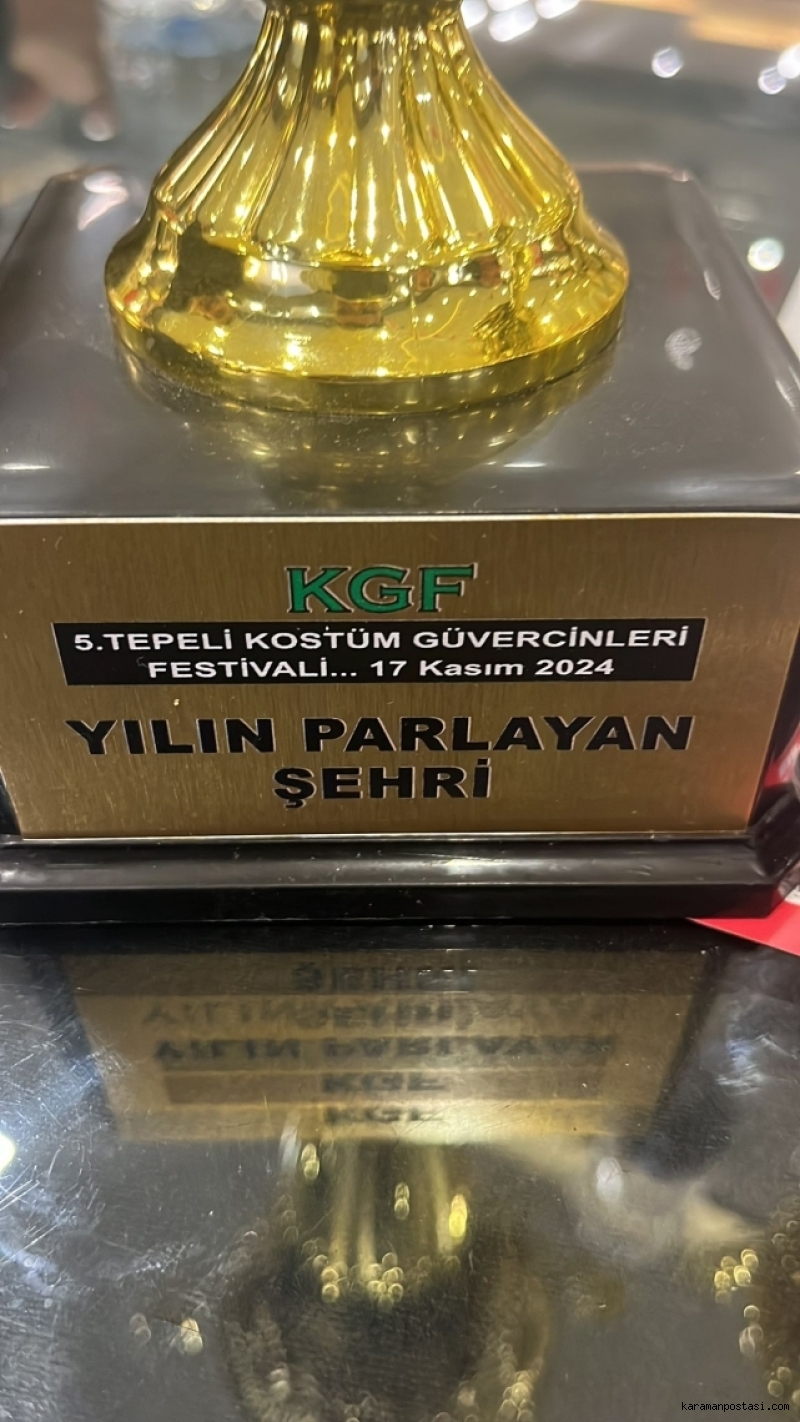 KGF
5.TEPELİ KOSTÜM GÜVERCİNLERİ
FESTİVALİ... 17 Kasım 2024
YILIN PARLAYAN
ŞEHRİ
karamanpostasi.com